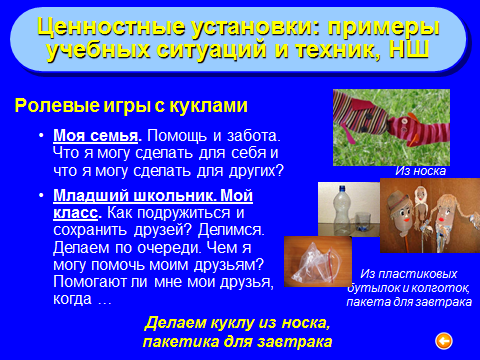 Ценностные установки: примеры
учебных ситуаций и техник, НШ
Ролевые игры с куклами
• Моя семья. Помощь и забота.
Что я могу сделать для себя и
что я могу сделать для других?
• Младший школьник. Мой
класс. Как подружиться и
сохранить друзей? Делимся.
Делаем по очереди. Чем я
могу помочь моим друзьям?
Помогают ли мне мои друзья,
когда …
Из носка
Из пластиковых
бутылок и колготок,
пакета для завтрака
Делаем куклу из носка,
пакетика для завтрака